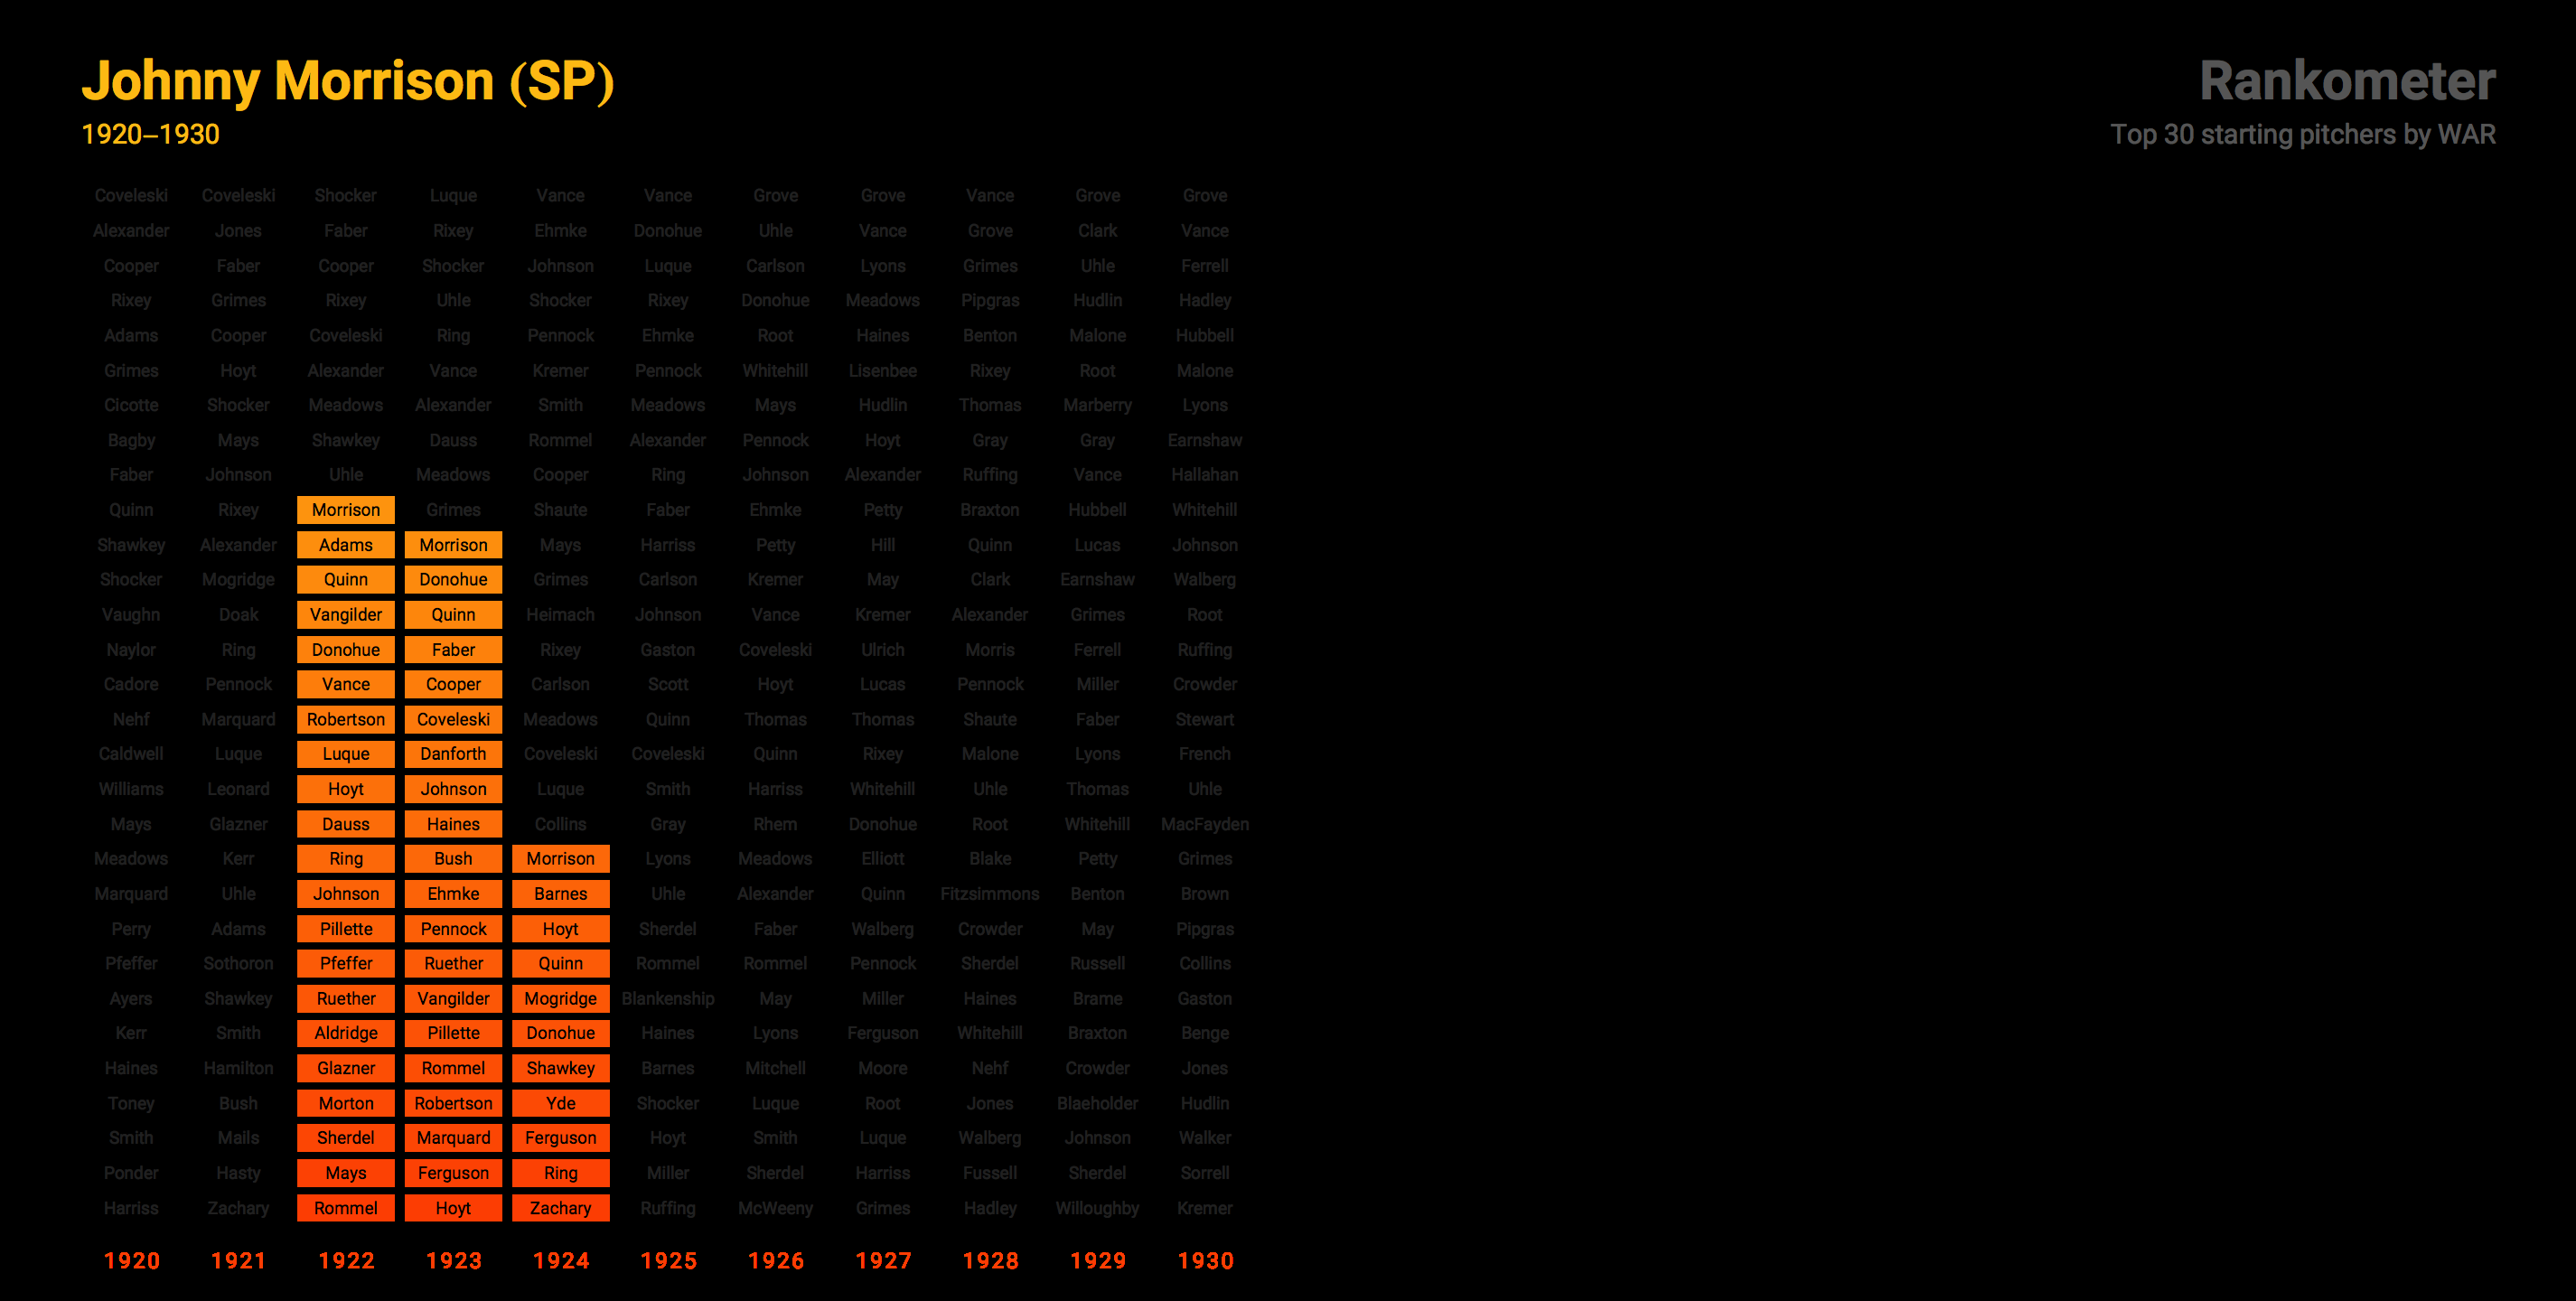 Johnny Morrison (SP)
1920–1930
Rankometer
Top 30 starting pitchers by WAR
Coveleski Coveleski Shocker Luque Vance Vance Grove Grove Vance Grove Grove
Alexander Jones Faber Rixey Ehmke Donohue Uhle Vance Grove Clark Vance
Cooper Faber Cooper Shocker Johnson Luque Carlson Lyons Grimes Uhle Ferrell
Rixey Grimes Rixey Uhle Shocker Rixey Donohue Meadows Pipgras Hudlin Hadley
Adams Cooper Coveleski Ring Pennock Ehmke Root Haines Benton Malone Hubbell
Grimes Hoyt Alexander Vance Kremer Pennock Whitehill Lisenbee Rixey Root Malone
Cicotte Shocker Meadows Alexander Smith Meadows Mays Hudlin Thomas Marberry Lyons
Bagby Mays Shawkey Dauss Rommel Alexander Pennock Hoyt Gray Gray Earnshaw
Faber Johnson Uhle Meadows Cooper Ring Johnson Alexander Ruffing Vance Hallahan
Quinn Rixey Morrison Grimes Shaute Faber Ehmke Petty Braxton Hubbell Whitehill
Shawkey Alexander Adams Morrison Mays Harriss Petty Hill Quinn Lucas Johnson
Shocker Mogridge Quinn Donohue Grimes Carlson Kremer May Clark Earnshaw Walberg
Vaughn Doak Vangilder Quinn Heimach Johnson Vance Kremer Alexander Grimes Root
Naylor Ring Donohue Faber Rixey Gaston Coveleski Ulrich Morris Ferrell Ruffing
Cadore Pennock Vance Cooper Carlson Scott Hoyt Lucas Pennock Miller Crowder
Nehf Marquard Robertson Coveleski Meadows Quinn Thomas Thomas Shaute Faber Stewart
Caldwell Luque Luque Danforth Coveleski Coveleski Quinn Rixey Malone Lyons French
Williams Leonard Hoyt Johnson Luque Smith Harriss Whitehill Uhle Thomas Uhle
Mays Glazner Dauss Haines Collins Gray Rhem Donohue Root Whitehill MacFayden
Meadows Kerr Ring Bush Morrison Lyons Meadows Elliott Blake Petty Grimes
Marquard Uhle Johnson Ehmke Barnes Uhle Alexander Quinn Fitzsimmons Benton Brown
Perry Adams Pillette Pennock Hoyt Sherdel Faber Walberg Crowder May Pipgras
Pfeffer Sothoron Pfeffer Ruether Quinn Rommel Rommel Pennock Sherdel Russell Collins
Ayers Shawkey Ruether Vangilder Mogridge Blankenship May Miller Haines Brame Gaston
Kerr Smith Aldridge Pillette Donohue Haines Lyons Ferguson Whitehill Braxton Benge
Haines Hamilton Glazner Rommel Shawkey Barnes Mitchell Moore Nehf Crowder Jones
Toney Bush Morton Robertson Yde Shocker Luque Root Jones Blaeholder Hudlin
Smith Mails Sherdel Marquard Ferguson Hoyt Smith Luque Walberg Johnson Walker
Ponder Hasty Mays Ferguson Ring Miller Sherdel Harriss Fussell Sherdel Sorrell
Harriss Zachary Rommel Hoyt Zachary Ruffing McWeeny Grimes Hadley Willoughby Kremer
1920 1921 1922 1923 1924 1925 1926 1927 1928 1929 1930